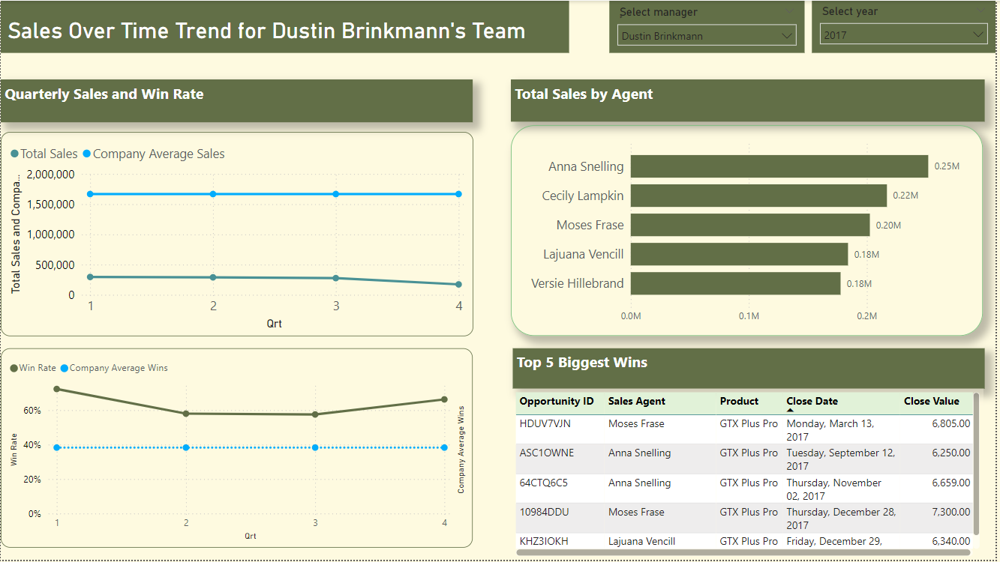 Sales Over Time Trend for Dustin Brinkmann's Team
Select manager
Dustin Brinkmann
Select year
2017
Quarterly Sales and Win Rate
Total Sales
Company Average Sales
Total Sales and Compa...
2,000,000
1,500,000
1,000,000
500,000
0
1
2
3
4
Qrt
Win Rate
Company Average Wins
Win Rate
60%
40%
20%
0%
1
2
3
4
Qrt
Company Average Wins
Total Sales by Agent
Anna Snelling
0.25M
Cecily Lampkin
0.22M
Moses Frase
0.20M
Lajuana Vencill
0.18M
Versie Hillebrand
0.18M
0.0M
0.1M
0.2M
Top 5 Biggest Wins
Opportunity ID Sales Agent Product Close Date Close Value
HDUV7VJN Moses Frase GTX Plus Pro Monday, March 13, 6,805.00
2017
ASC1OWNE Anna Snelling GTX Plus Pro Tuesday, September 12, 6,250.00
2017
64CTQ6C5 Anna Snelling GTX Plus Pro Thursday, November 6,659.00
02, 2017
10984DDU Moses Frase GTX Plus Pro Thursday, December 28, 7,300.00
2017
KHZ3IOKH Lajuana Vencill GTX Plus Pro Friday, December 29, 6,340.00